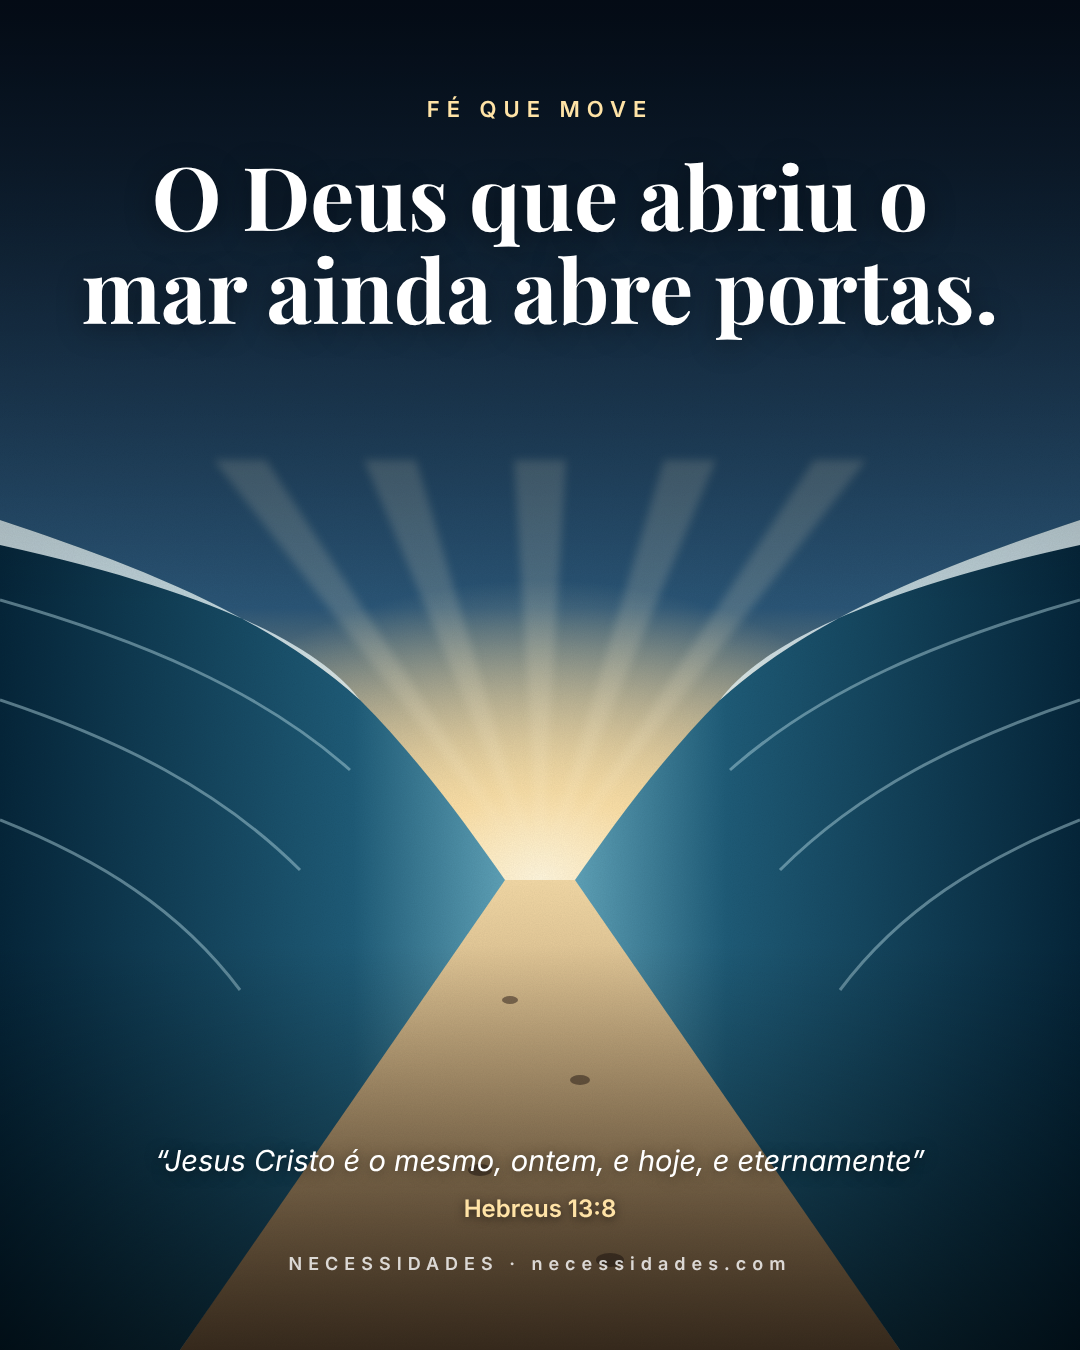 FÉ QUE MOVE
O Deus que abriu o
mar ainda abre portas.
“Jesus Cristo é o mesmo, ontem, e hoje, e eternamente”
Hebreus 13:8
NECESSIDADES · necessidades.com